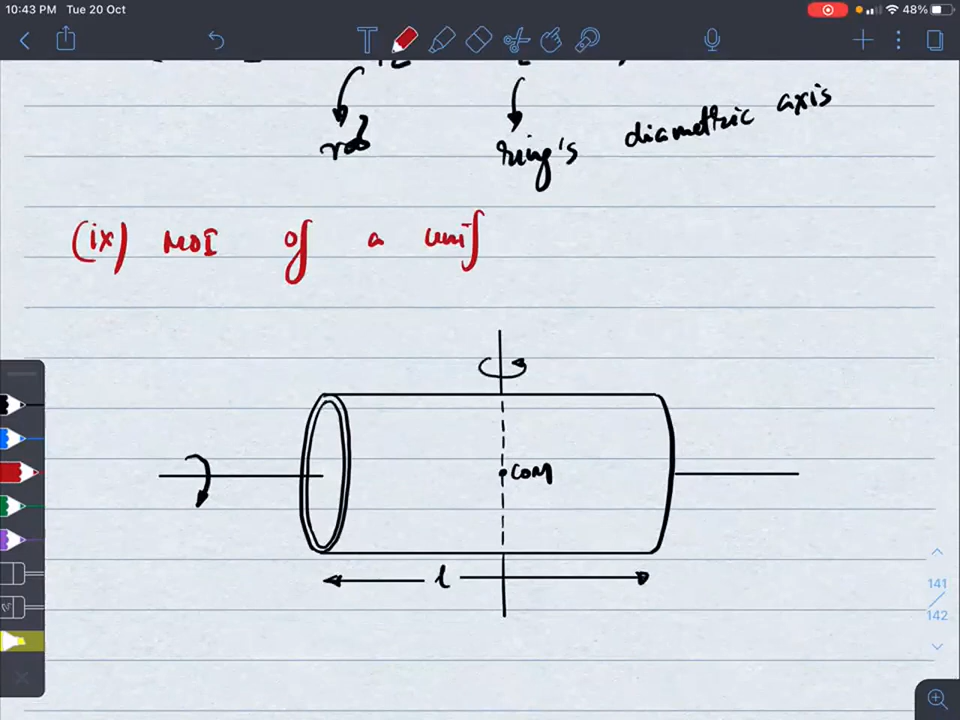 10:43 PM Tue 20 Oct
48%
rod
ring's
diametric axis
(ix) MOI of a unif
COM
l
141
142